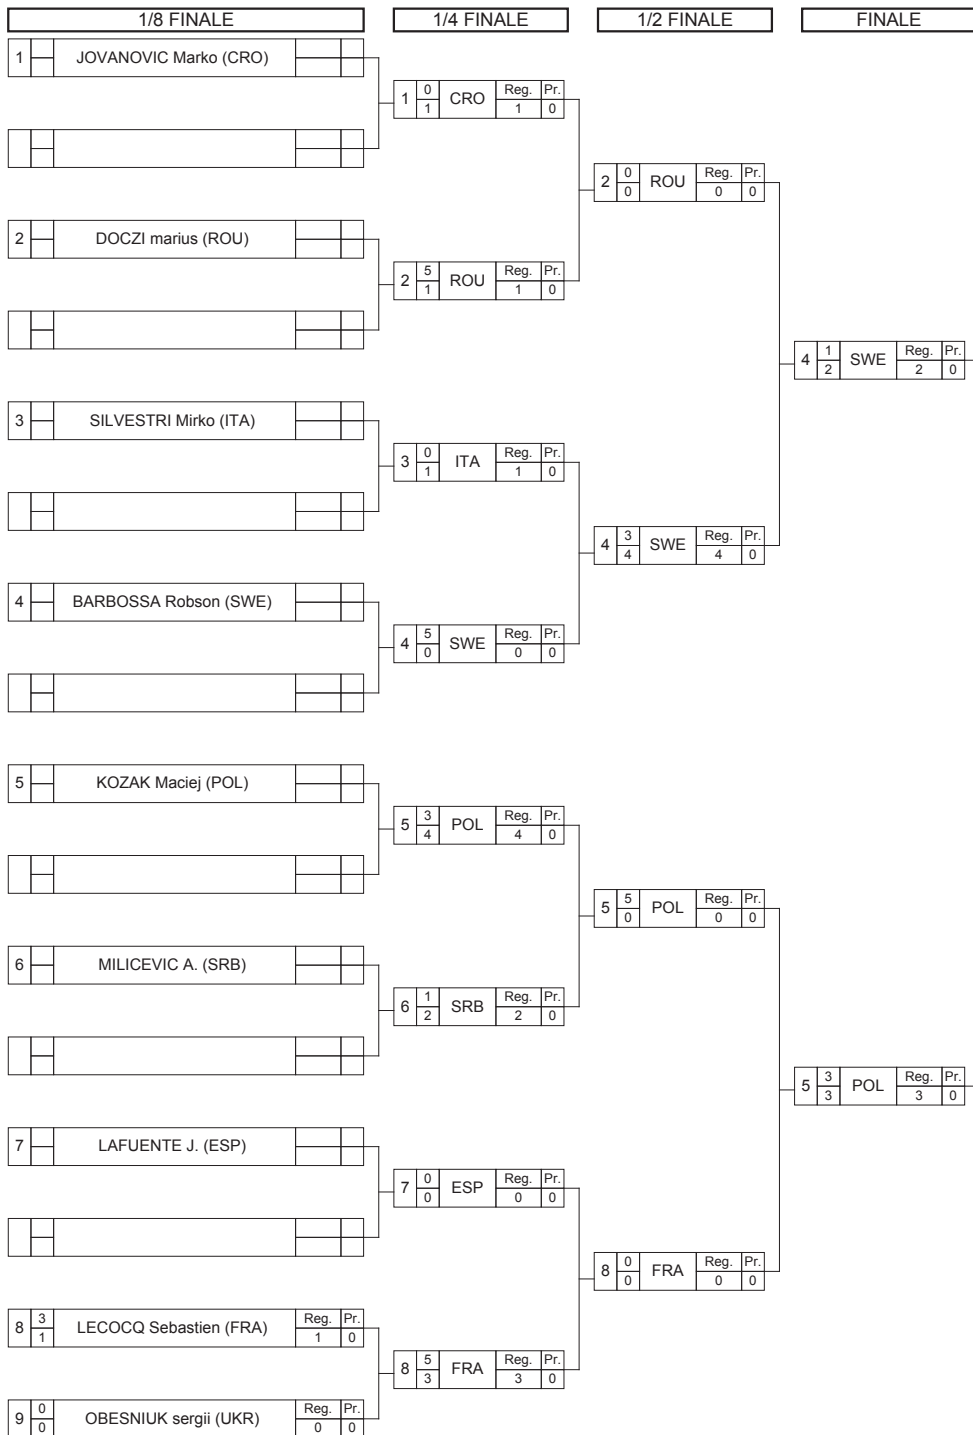 1/8 FINALE 1/4 FINALE 1/2 FINALE FINALE
1 JOVANOVIC Marko (CRO)
1 0 CRO Reg. Pr.
1 1 0
2 0 ROU Reg. Pr.
0 0 0
2 DOCZI marius (ROU)
2 5 ROU Reg. Pr.
1 1 0
4 1 SWE Reg. Pr.
2 2 0
3 SILVESTRI Mirko (ITA)
3 0 ITA Reg. Pr.
1 1 0
4 3 SWE Reg. Pr.
4 4 0
4 BARBOSSA Robson (SWE)
4 5 SWE Reg. Pr.
0 0 0
5 KOZAK Maciej (POL)
5 3 POL Reg. Pr.
4 4 0
5 5 POL Reg. Pr.
0 0 0
6 MILICEVIC A. (SRB)
6 1 SRB Reg. Pr.
2 2 0
5 3 POL Reg. Pr.
3 3 0
7 LAFUENTE J. (ESP)
7 0 ESP Reg. Pr.
0 0 0
8 0 FRA Reg. Pr.
0 0 0
8 3 LECOCQ Sebastien (FRA) Reg. Pr.
1 1 0
8 5 FRA Reg. Pr.
3 3 0
9 0 OBESNIUK sergii (UKR) Reg. Pr.
0 0 0